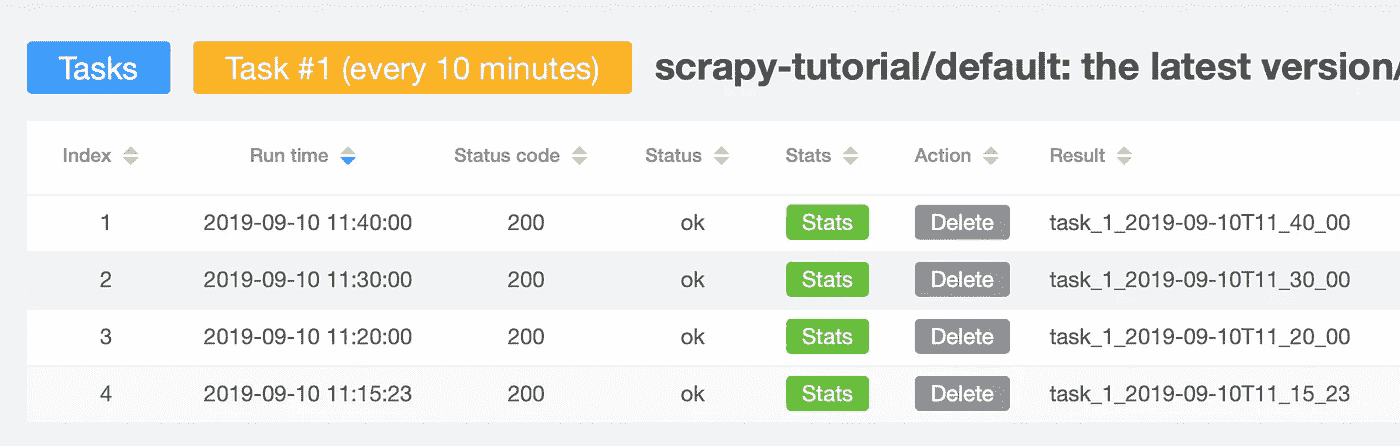 Tasks Task #1 (every 10 minutes) scrapy-tutorial/default: the latest version/
Index Run time Status code Status Stats Action Result
1 2019-09-10 11:40:00 200 ok Stats Delete task_1_2019-09-10T11_40_00
2 2019-09-10 11:30:00 200 ok Stats Delete task_1_2019-09-10T11_30_00
3 2019-09-10 11:20:00 200 ok Stats Delete task_1_2019-09-10T11_20_00
4 2019-09-10 11:15:23 200 ok Stats Delete task_1_2019-09-10T11_15_23